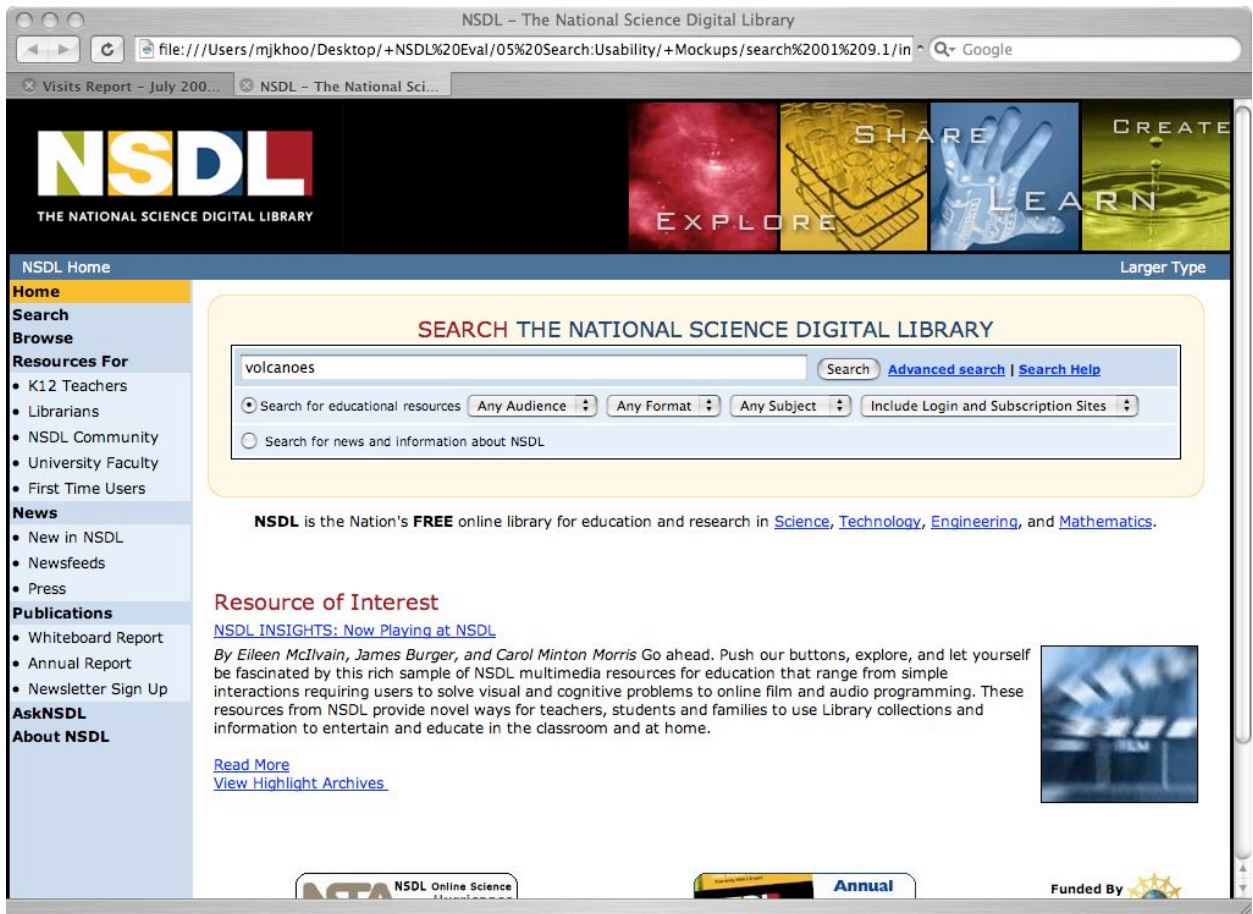 NSDL – The National Science Digital Library
file:///Users/mjkhoo/Desktop/+NSDL%20Eval/05%20Search:Usability/+Mockups/search%2001%209.1/in
Google
Visits Report – July 200...
NSDL – The National Sci...
NSDL
THE NATIONAL SCIENCE DIGITAL LIBRARY
EXPLORE
SHARE
LEARN
CREATE
NSDL Home
Larger Type
Home
Search
Browse
Resources For
• K12 Teachers
• Librarians
• NSDL Community
• University Faculty
• First Time Users
News
• New in NSDL
• Newsfeeds
• Press
Publications
• Whiteboard Report
• Annual Report
• Newsletter Sign Up
AskNSDL
About NSDL
SEARCH THE NATIONAL SCIENCE DIGITAL LIBRARY
volcanoes
Search
Advanced search | Search Help
Search for educational resources
Any Audience
Any Format
Any Subject
Include Login and Subscription Sites
Search for news and information about NSDL
NSDL is the Nation's FREE online library for education and research in Science, Technology, Engineering, and Mathematics.
Resource of Interest
NSDL INSIGHTS: Now Playing at NSDL
By Eileen McIlvain, James Burger, and Carol Minton Morris Go ahead. Push our buttons, explore, and let yourself
be fascinated by this rich sample of NSDL multimedia resources for education that range from simple
interactions requiring users to solve visual and cognitive problems to online film and audio programming. These
resources from NSDL provide novel ways for teachers, students and families to use Library collections and
information to entertain and educate in the classroom and at home.
Read More
View Highlight Archives
NSDL Online Science
Annual
Funded By